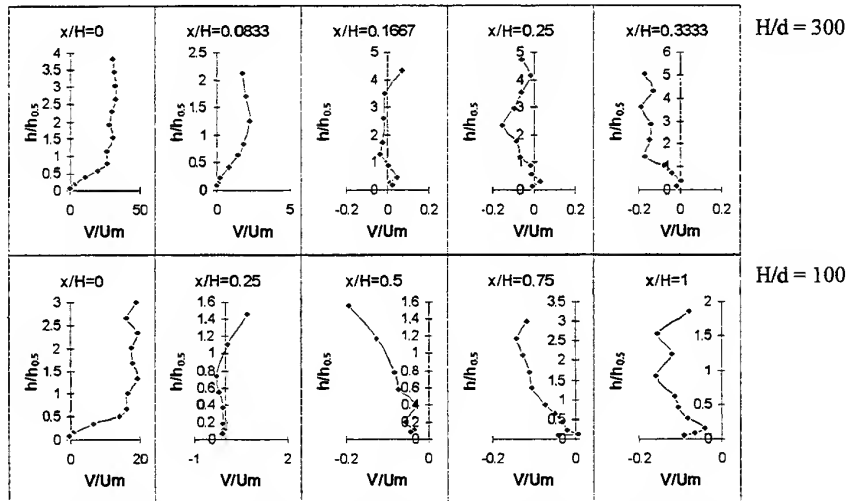 x/H=0
4
3.5
3
2.5
2
1.5
1
0.5
0
h/h0.5
0 50
V/Um
x/H=0.0833
2.5
2
1.5
1
0.5
0
h/h0.5
0 5
V/Um
x/H=0.1667
5
4
3
2
1
0
h/h0.5
-0.2 0 0.2
V/Um
x/H=0.25
5
4
3
2
1
0
h/h0.5
-0.2 0 0.2
V/Um
x/H=0.3333
6
5
4
3
2
1
0
h/h0.5
-0.2 0 0.2
V/Um
H/d = 300
x/H=0
3
2.5
2
1.5
1
0.5
0
h/h0.5
0 20
V/Um
x/H=0.25
1.6
1.4
1.2
1
0.8
0.6
0.4
0.2
0
h/h0.5
-1 2
V/Um
x/H=0.5
1.6
1.4
1.2
1
0.8
0.6
0.4
0.2
0
h/h0.5
-0.2 0
V/Um
x/H=0.75
3.5
3
2.5
2
1.5
1
0.5
0
h/h0.5
-0.2 0
V/Um
x/H=1
2
1.5
1
0.5
0
h/h0.5
-0.2 0
V/Um
H/d = 100